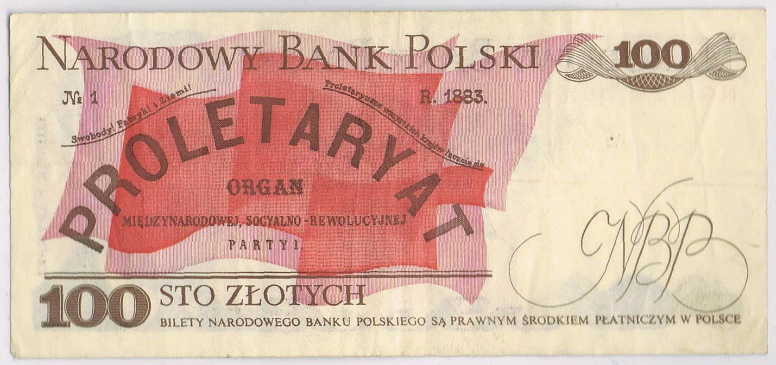 NARODOWY BANK POLSKI
100
№ 1
R. 1883.
Swobody! Fabryki i Ziemi!
Proletaryusze wszystkich krajów łączcie się
PROLETARYAT
ORGAN
MIĘDZYNARODOWEJ, SOCYALNO-REWOLUCYJNEJ
PARTYI.
NBP
100 STO ZŁOTYCH
BILETY NARODOWEGO BANKU POLSKIEGO SĄ PRAWNYM ŚRODKIEM PŁATNICZYM W POLSCE